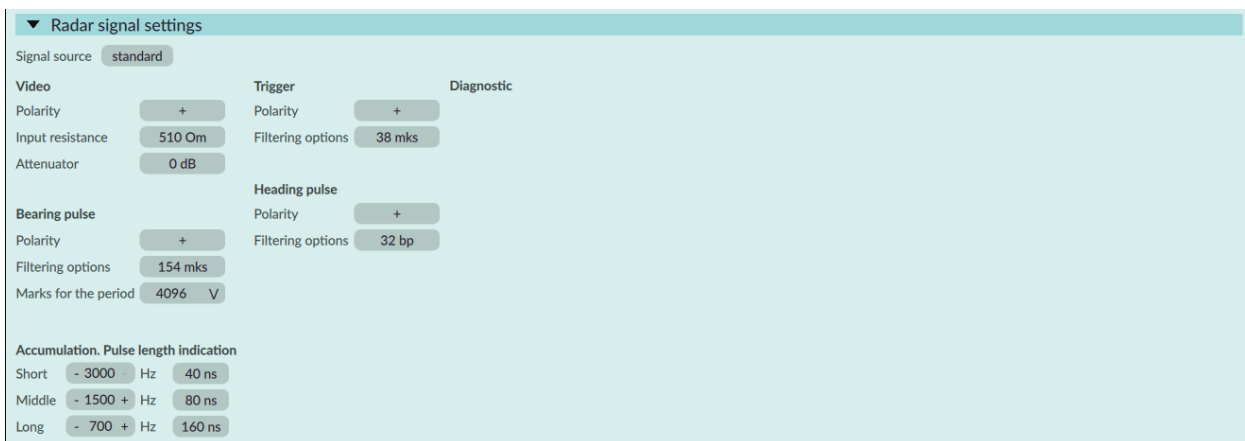 Radar signal settings
Signal source standard
Video Trigger Diagnostic
Polarity + Polarity +
Input resistance 510 Om Filtering options 38 mks
Attenuator 0 dB
Heading pulse
Bearing pulse Polarity +
Polarity + Filtering options 32 bp
Filtering options 154 mks
Marks for the period 4096 V
Accumulation. Pulse length indication
Short - 3000 + Hz 40 ns
Middle - 1500 + Hz 80 ns
Long - 700 + Hz 160 ns